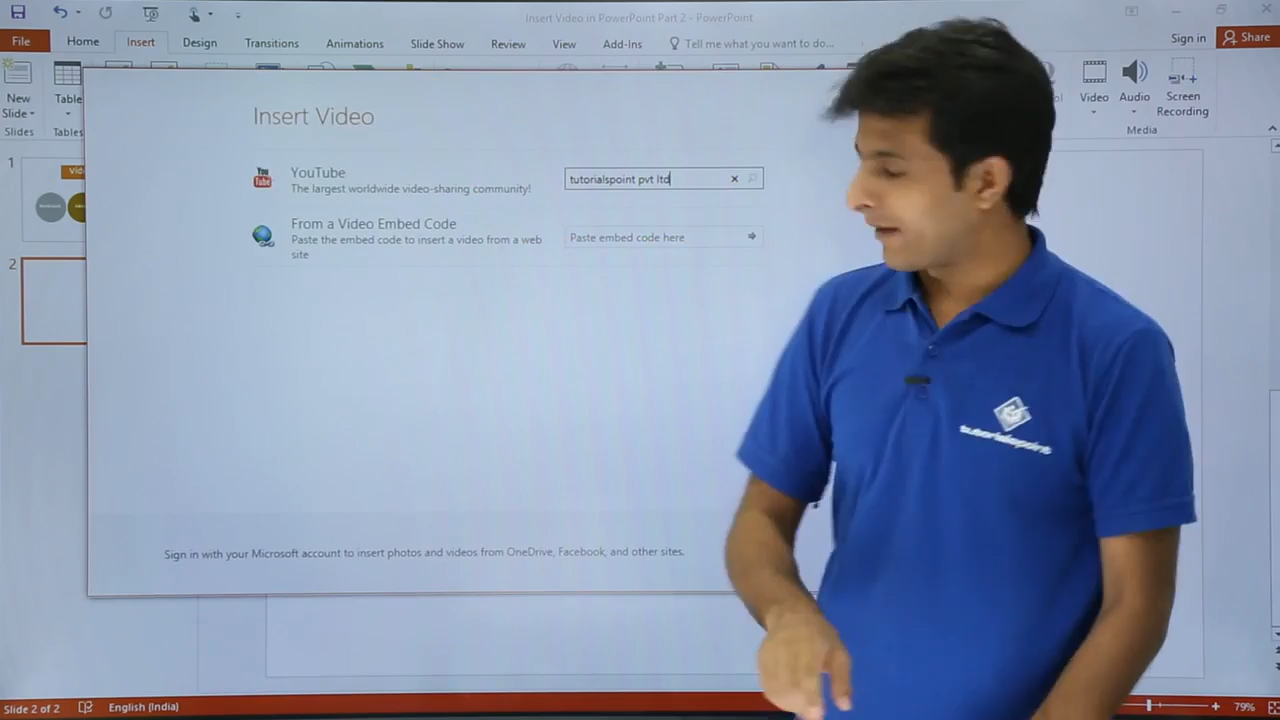 Insert Video in PowerPoint Part 2 - PowerPoint
File Home Insert Design Transitions Animations Slide Show Review View Add-Ins Tell me what you want to do... Sign in Share
New Slide
Table
Video Audio Screen Recording
Slides Tables Media
Insert Video
YouTube
The largest worldwide video-sharing community!
tutorialspoint pvt ltd
From a Video Embed Code
Paste the embed code to insert a video from a web
site
Paste embed code here
Sign in with your Microsoft account to insert photos and videos from OneDrive, Facebook, and other sites.
1
2
tutorialspoint
Slide 2 of 2 English (India) 79%